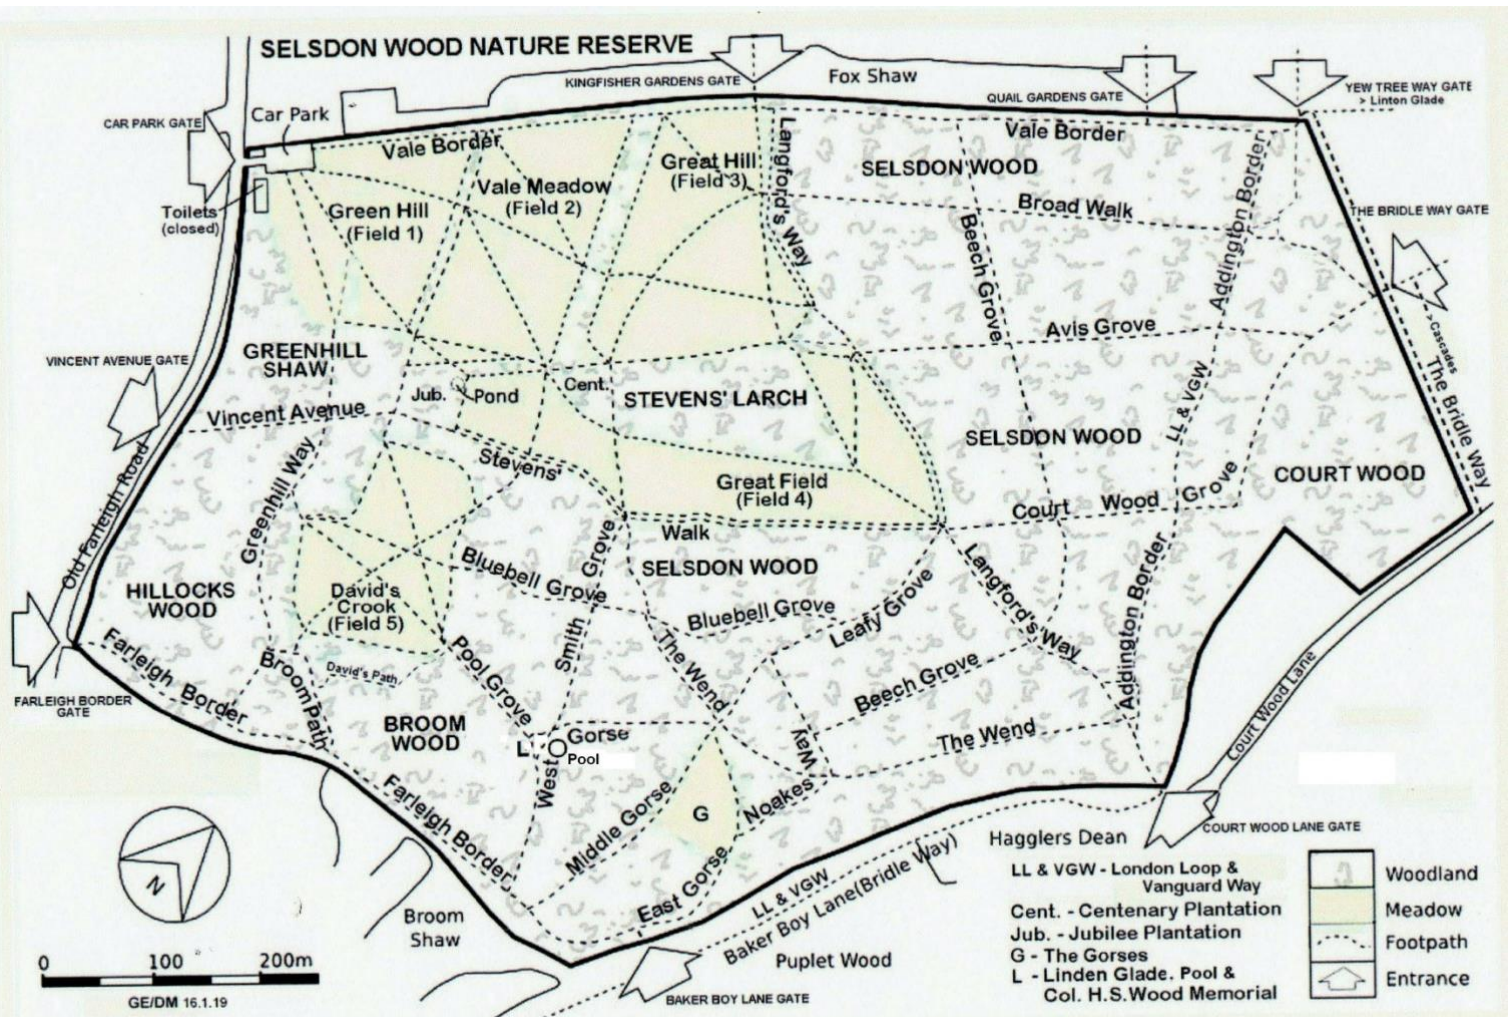 SELSDON WOOD NATURE RESERVE
KINGFISHER GARDENS GATE
Fox Shaw
QUAIL GARDENS GATE
YEW TREE WAY GATE
> Linton Glade
CAR PARK GATE
Car Park
Vale Border
Vale Border
Great Hill
(Field 3)
Langford's Way
SELSDON WOOD
Addington Border
Vale Meadow
(Field 2)
Toilets
(closed)
Green Hill
(Field 1)
Broad Walk
THE BRIDLE WAY GATE
Beech Grove
Avis Grove
> Cascades
The Bridle Way
VINCENT AVENUE GATE
GREENHILL
SHAW
Jub.
Pond
Cent.
STEVENS' LARCH
LL & VGW
Vincent Avenue
SELSDON WOOD
COURT WOOD
Greenhill Way
Stevens'
Great Field
(Field 4)
Court Wood Grove
Old Farleigh Road
Walk
Bluebell Grove
SELSDON WOOD
HILLOCKS
WOOD
David's
Crook
(Field 5)
Bluebell Grove
Leafy Grove
Langford's Way
Addington Border
West Smith Grove
Farleigh Border
Broom Path
David's Path
Pool Grove
The Wend
Beech Grove
FARLEIGH BORDER
GATE
BROOM
WOOD
L
Gorse
Pool
Noakes Way
The Wend
Court Wood Lane
Farleigh Border
Middle Gorse
G
East Gorse
LL & VGW
Baker Boy Lane(Bridle Way)
Hagglers Dean
COURT WOOD LANE GATE
N
Broom
Shaw
Puplet Wood
BAKER BOY LANE GATE
0 100 200m
GE/DM 16.1.19
LL & VGW - London Loop &
Vanguard Way
Cent. - Centenary Plantation
Jub. - Jubilee Plantation
G - The Gorses
L - Linden Glade, Pool &
Col. H.S.Wood Memorial
Woodland
Meadow
Footpath
Entrance